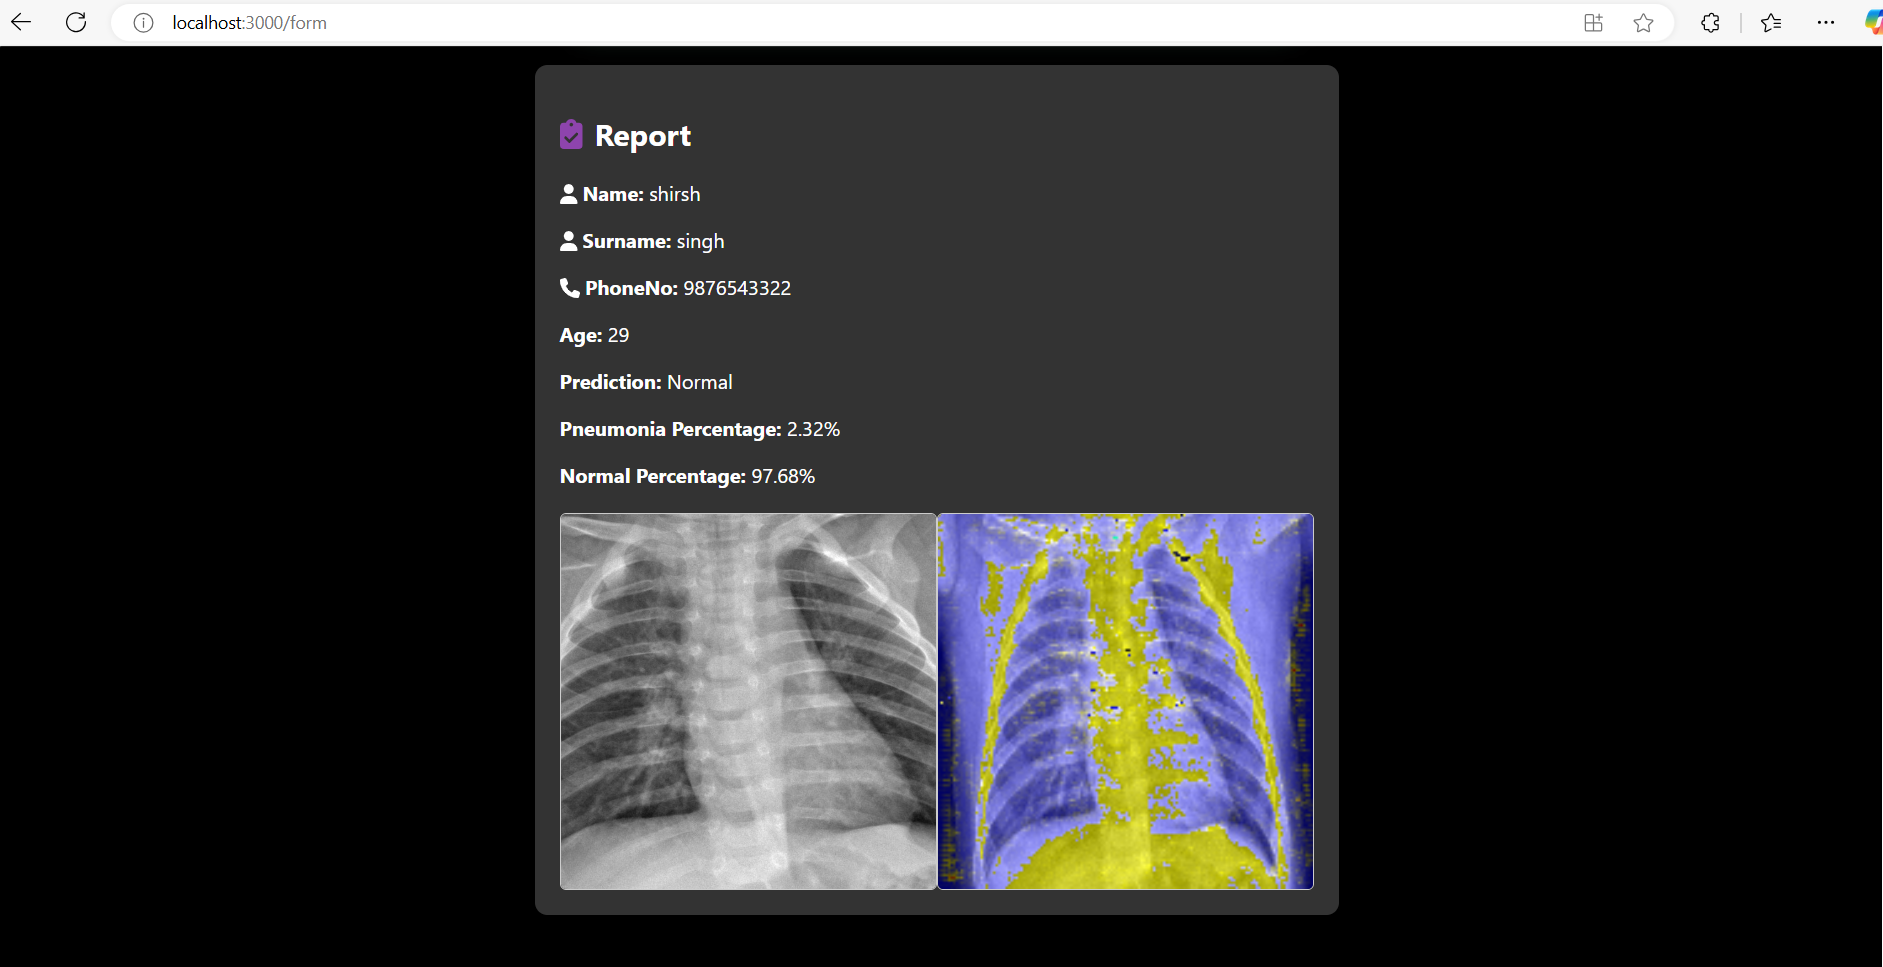 localhost:3000/form
Report
Name: shirsh
Surname: singh
PhoneNo: 9876543322
Age: 29
Prediction: Normal
Pneumonia Percentage: 2.32%
Normal Percentage: 97.68%